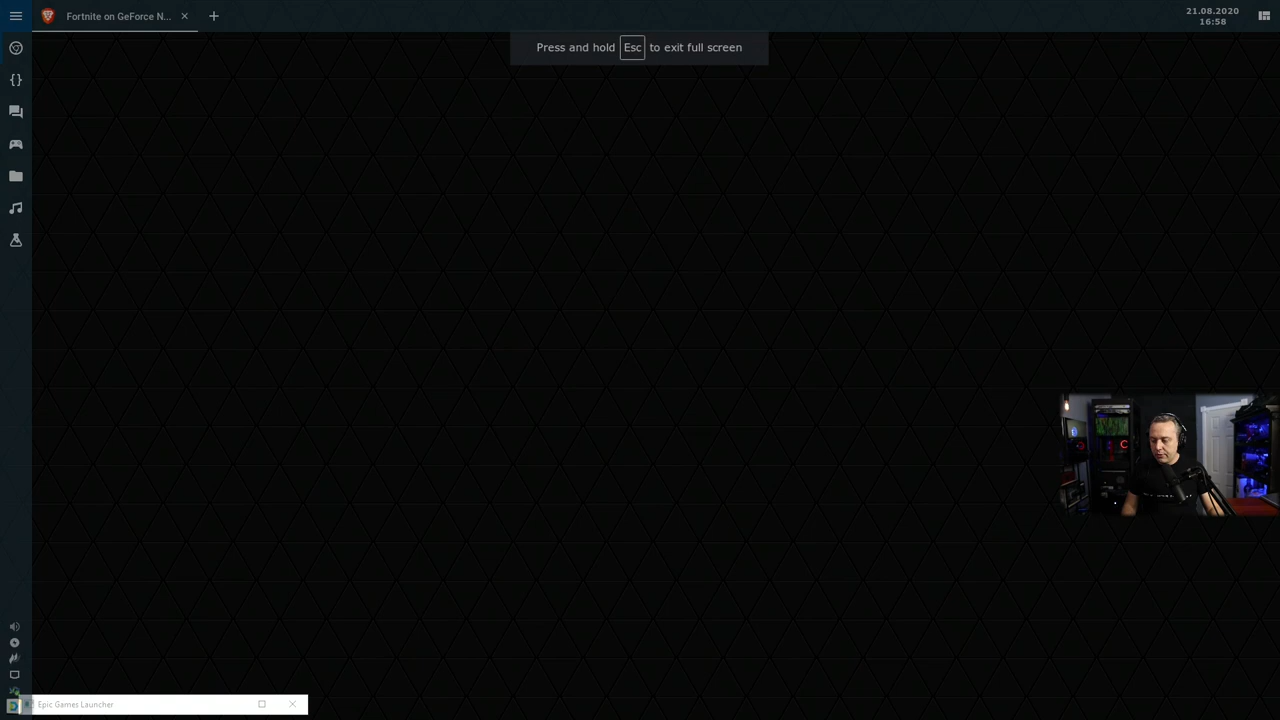 Fortnite on GeForce N...
21.08.2020
16:58
Press and hold Esc to exit full screen
Epic Games Launcher